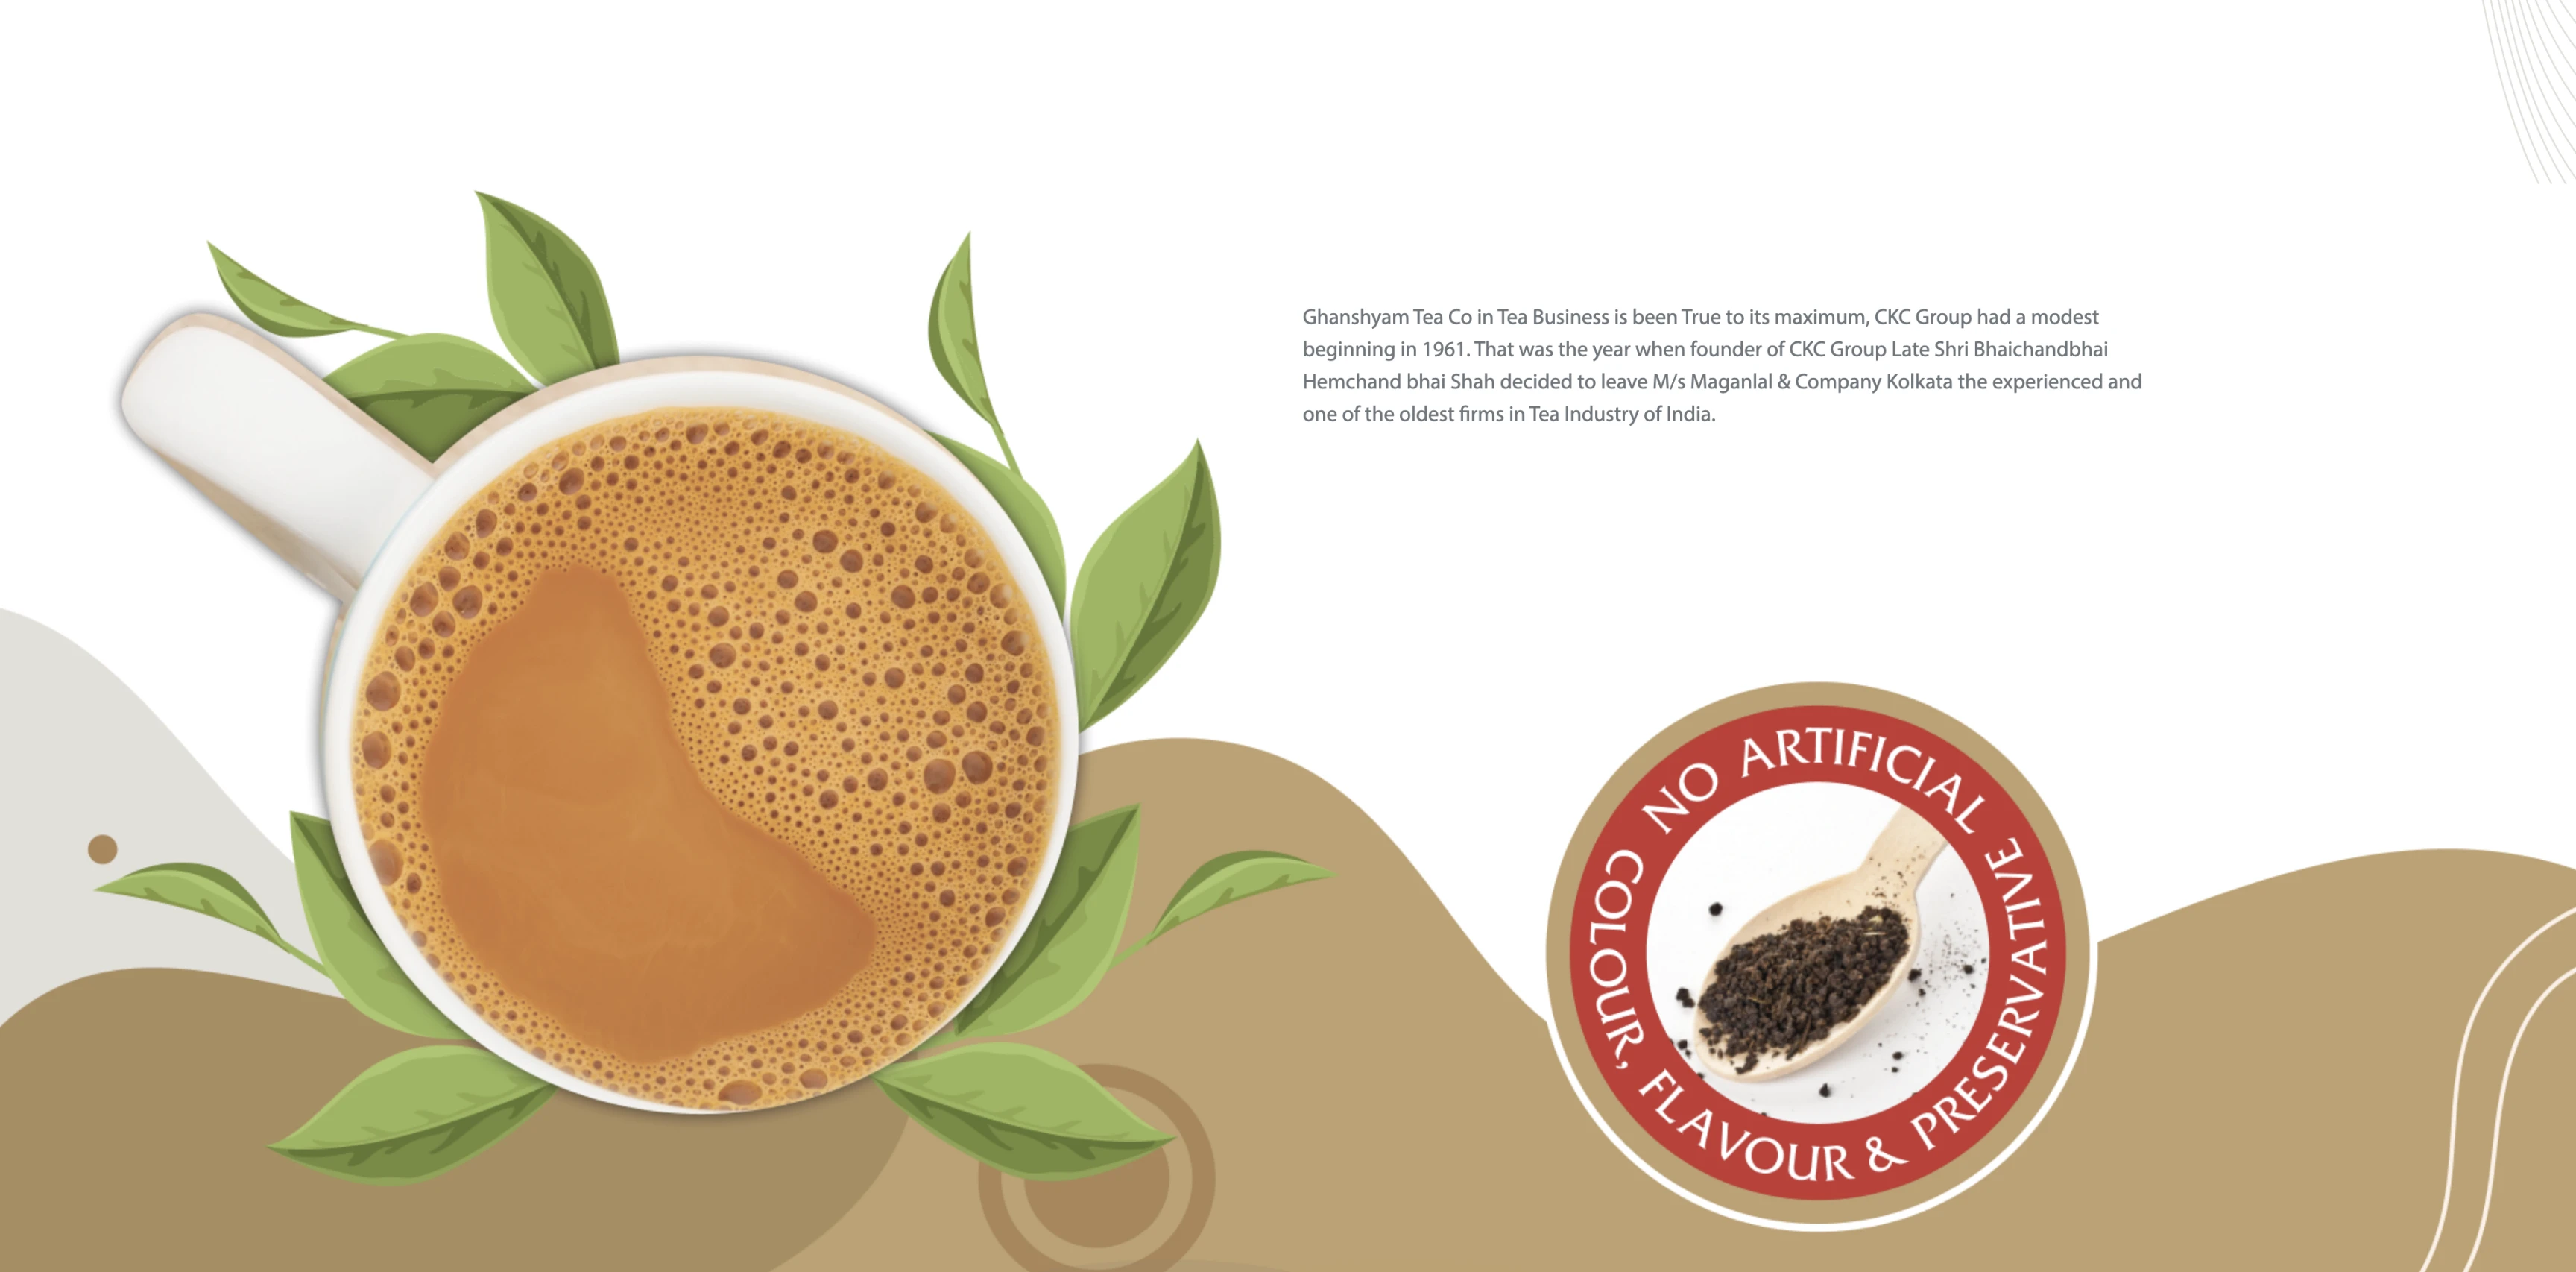 Ghanshyam Tea Co in Tea Business is been True to its maximum, CKC Group had a modest
beginning in 1961. That was the year when founder of CKC Group Late Shri Bhaichandbhai
Hemchand bhai Shah decided to leave M/s Maganlal & Company Kolkata the experienced and
one of the oldest firms in Tea Industry of India.
NO ARTIFICIAL COLOUR, FLAVOUR & PRESERVATIVE